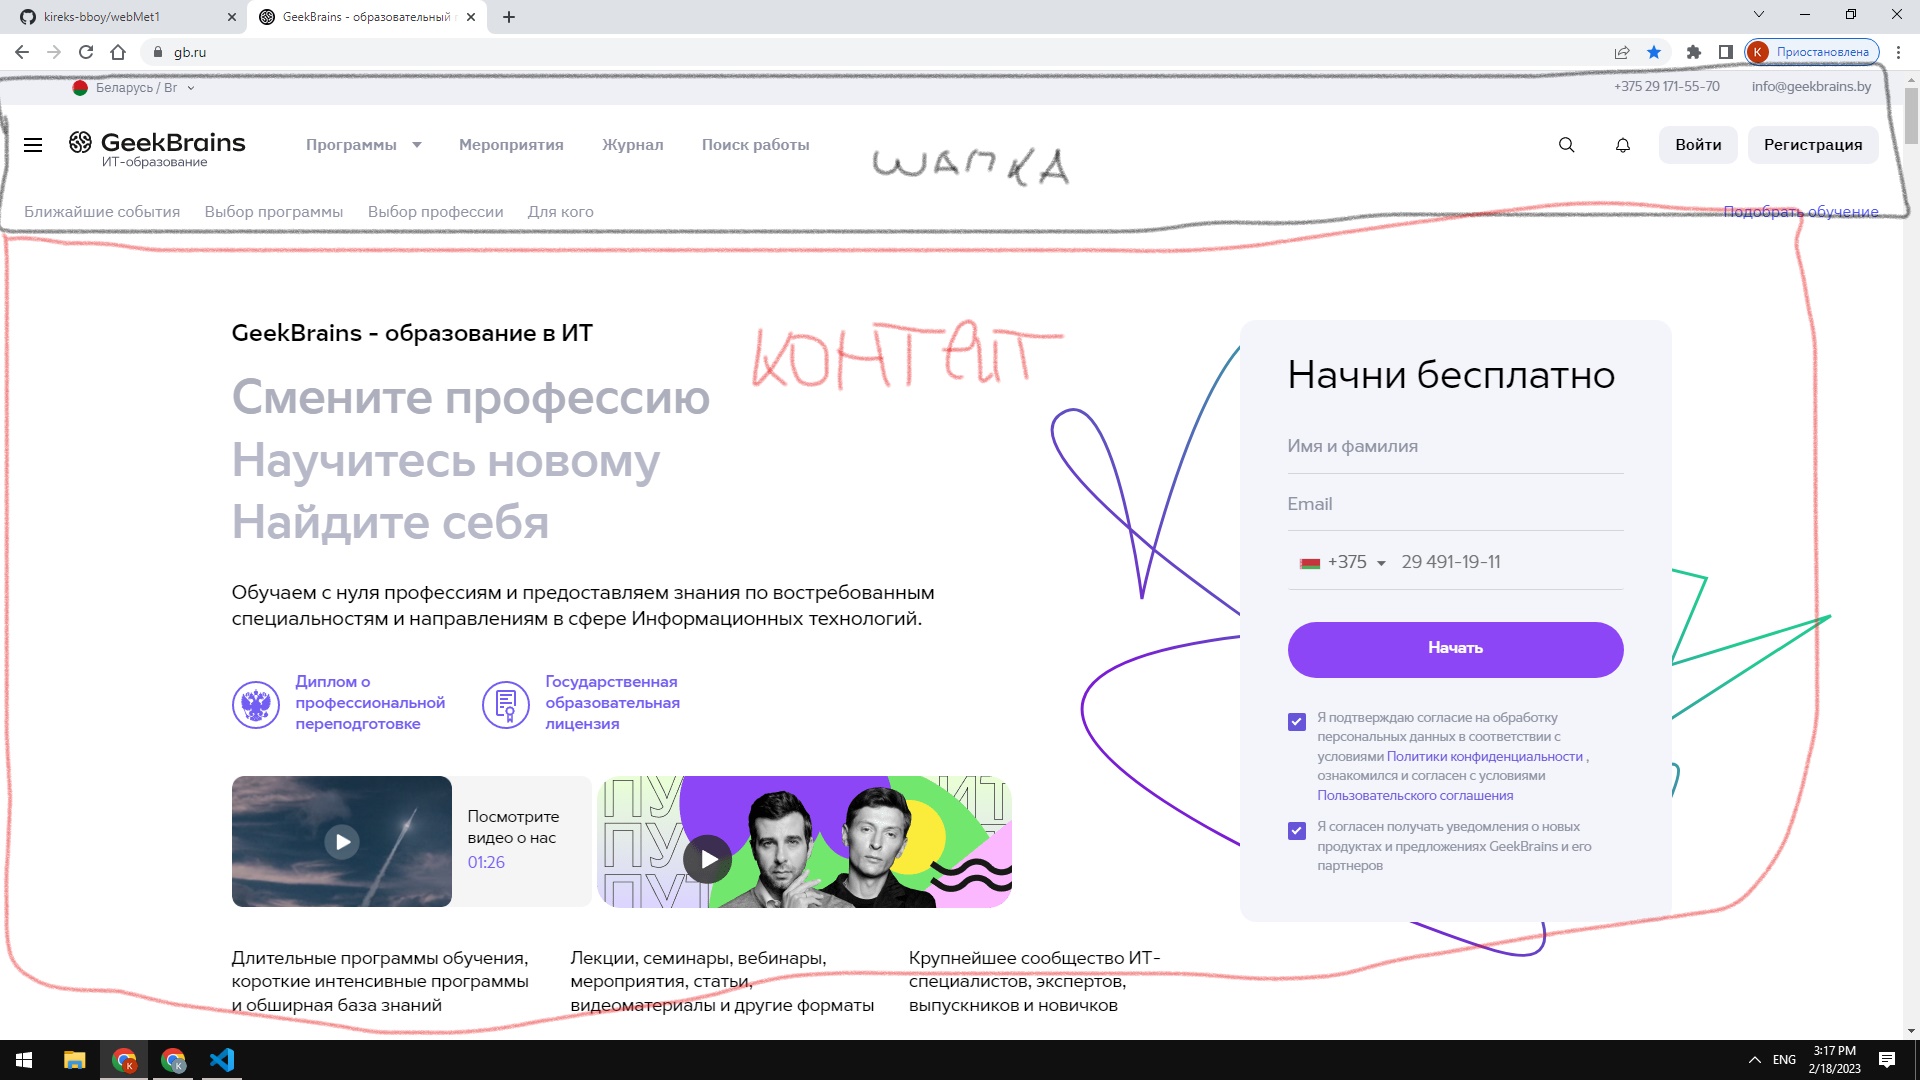 kireks-bboy/webMet1
GeekBrains - образовательный п
gb.ru
Приостановлена
K
Беларусь / Br
+375 29 171-55-70
info@geekbrains.by
GeekBrains
ИТ-образование
Программы
Мероприятия
Журнал
Поиск работы
шапка
Войти
Регистрация
Ближайшие события
Выбор программы
Выбор профессии
Для кого
Подобрать обучение
GeekBrains - образование в ИТ
контент
Смените профессию
Научитесь новому
Найдите себя
Обучаем с нуля профессиям и предоставляем знания по востребованным
специальностям и направлениям в сфере Информационных технологий.
Диплом о
профессиональной
переподготовке
Государственная
образовательная
лицензия
Посмотрите
видео о нас
01:26
ПУ
ПУ
ПУТ
ИТ
Длительные программы обучения,
короткие интенсивные программы
и обширная база знаний
Лекции, семинары, вебинары,
мероприятия, статьи,
видеоматериалы и другие форматы
Крупнейшее сообщество ИТ-
специалистов, экспертов,
выпускников и новичков
Начни бесплатно
Имя и фамилия
Email
+375
29 491-19-11
Начать
Я подтверждаю согласие на обработку
персональных данных в соответствии с
условиями Политики конфиденциальности ,
ознакомился и согласен с условиями
Пользовательского соглашения
Я согласен получать уведомления о новых
продуктах и предложениях GeekBrains и его
партнеров
K
K
ENG
3:17 PM
2/18/2023